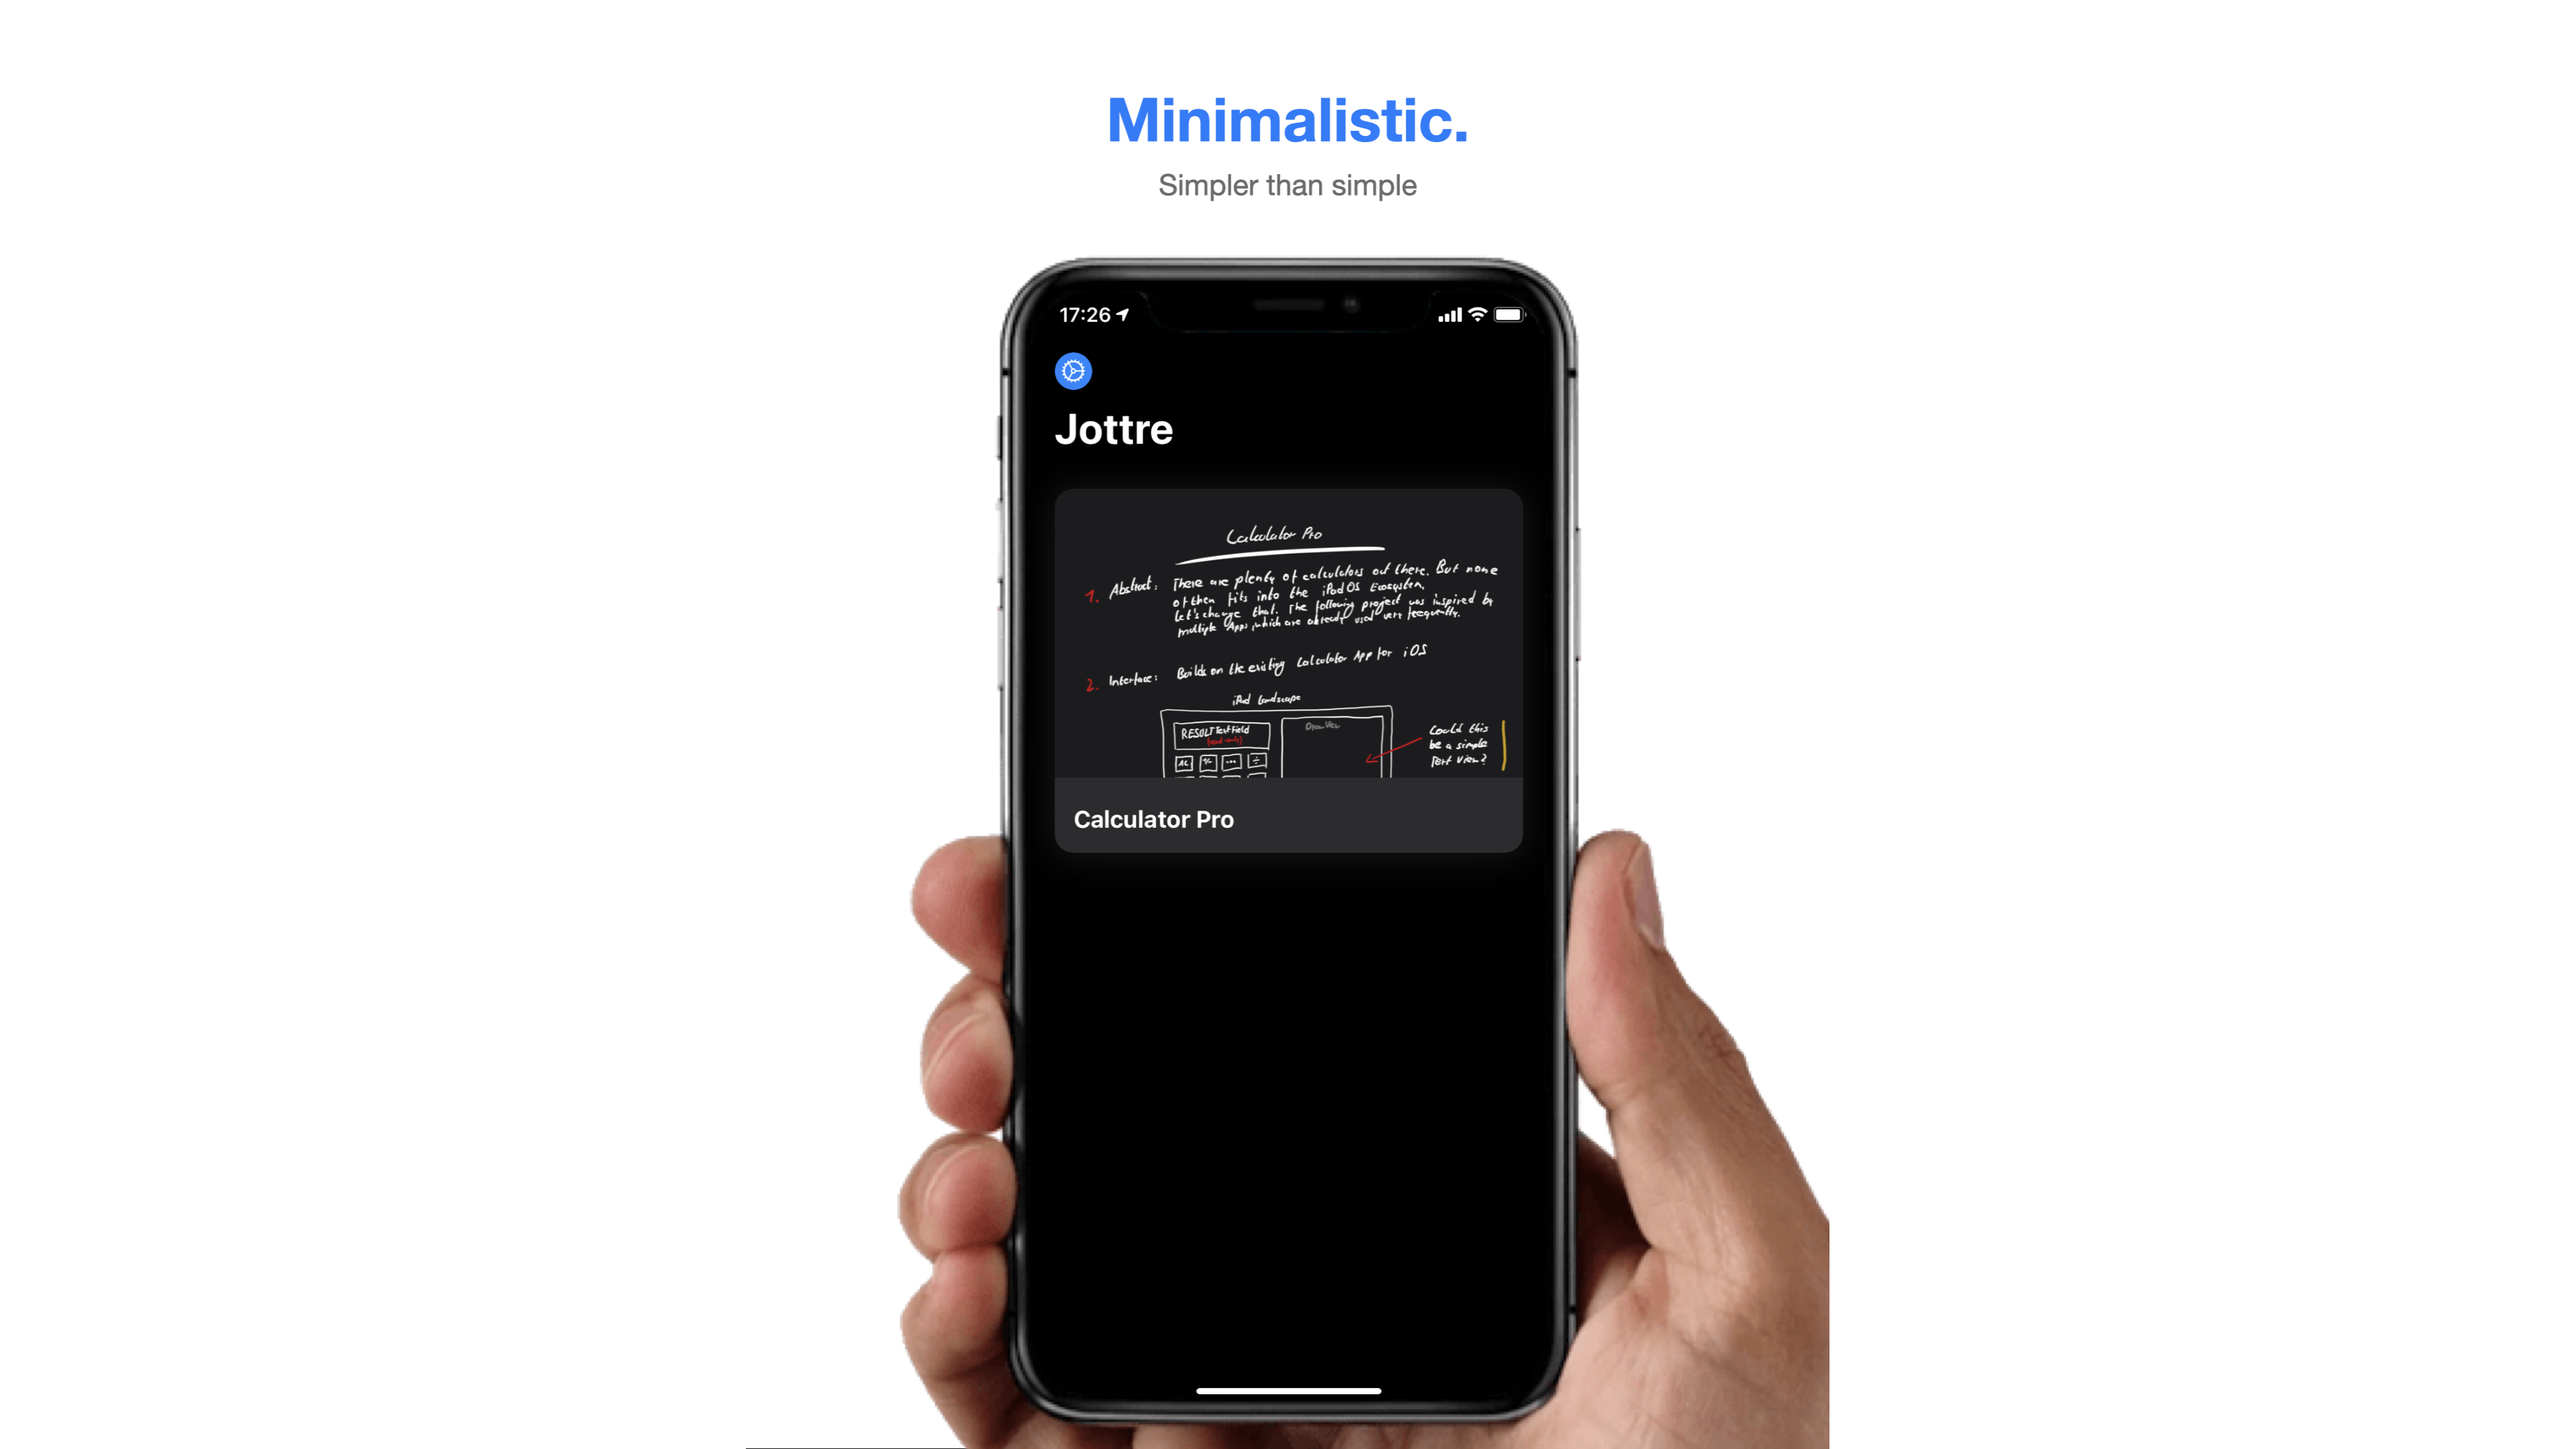 Minimalistic.
Simpler than simple
17:26
Jottre
Calculator Pro
1. Abstract: There are plenty of calculators out there. But none
of them fits into the iPadOS Ecosystem.
Let's change that. The following project was inspired by
multiple Apps, which are already used very frequently.
2. Interface: Builds on the existing Calculator App for iOS
iPad Landscape
RESULT Text Field
(read-only)
AC +/- ... ÷
Could this
be a simple
Text View?
Calculator Pro